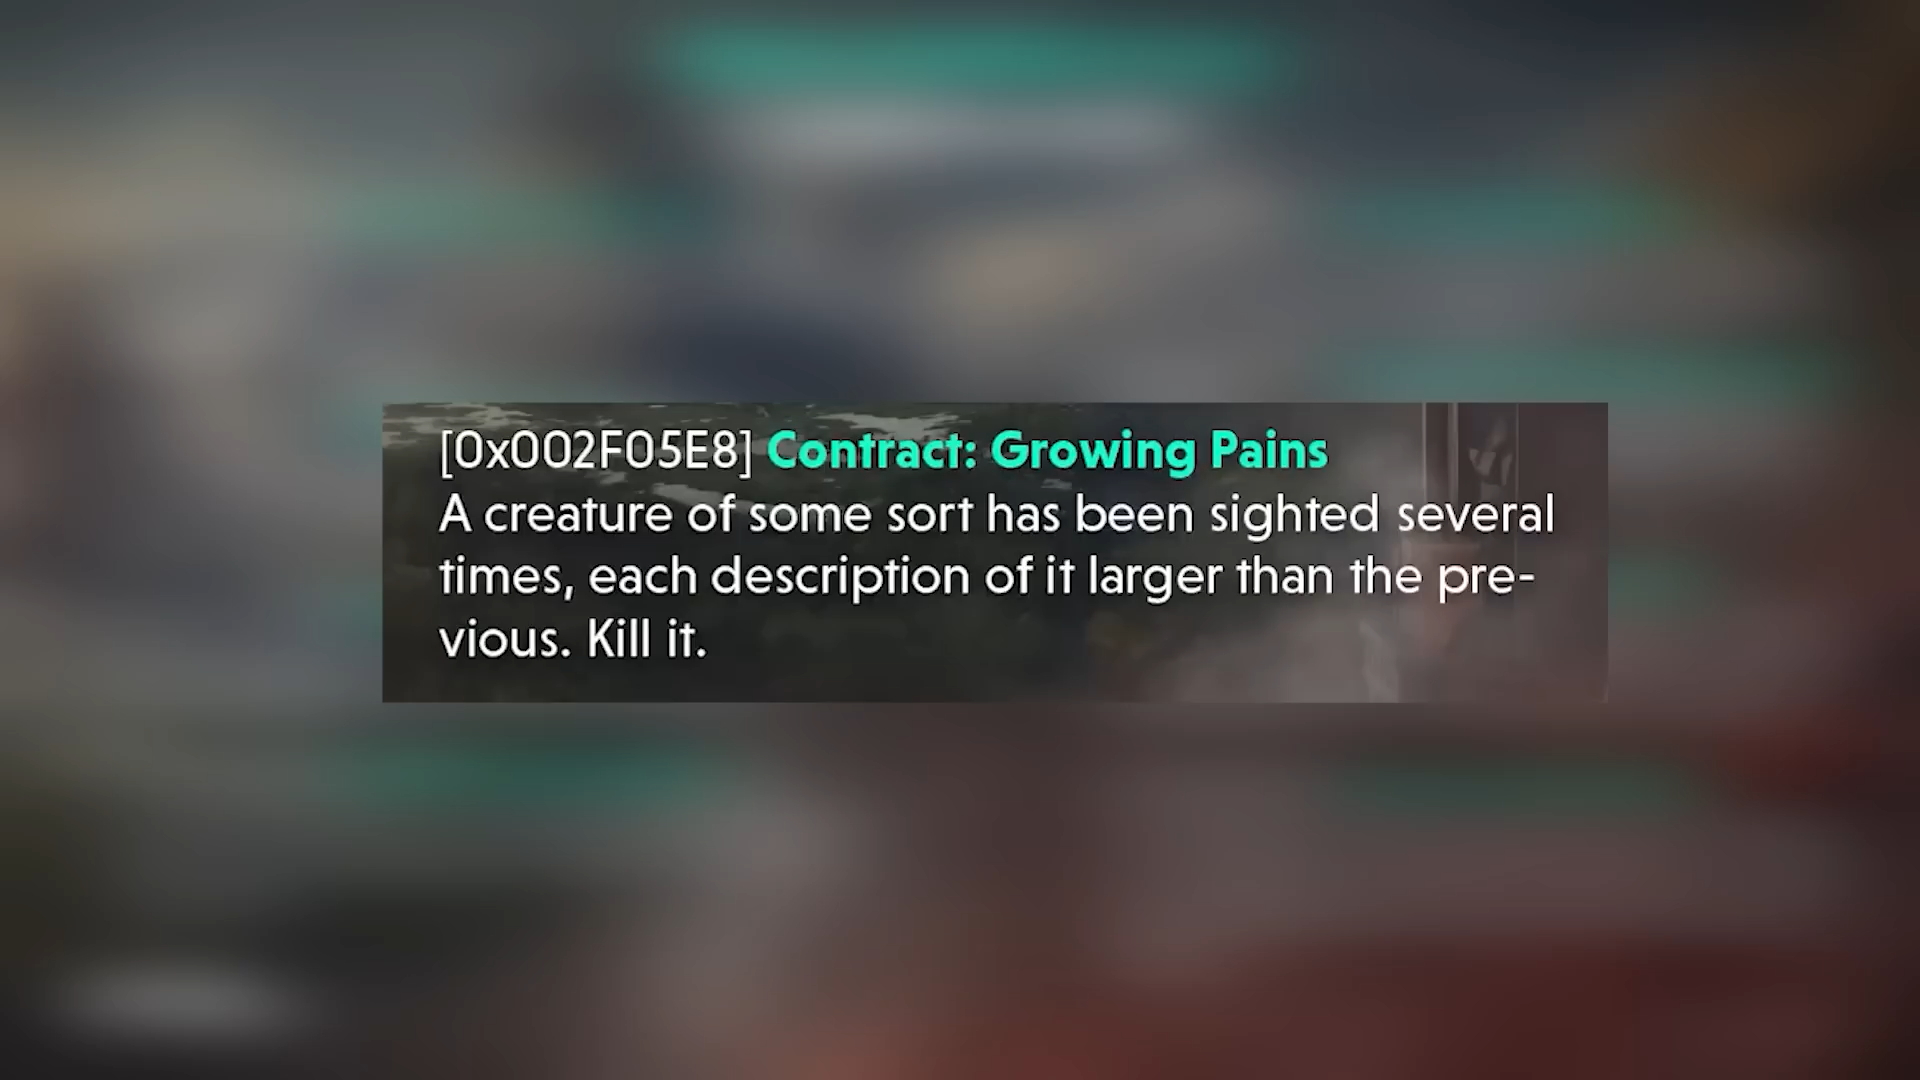 [0x002F05E8] Contract: Growing Pains
A creature of some sort has been sighted several
times, each description of it larger than the pre-
vious. Kill it.